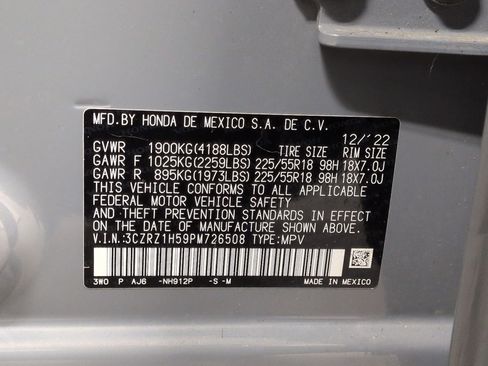 MFD.BY HONDA DE MEXICO S.A. DE C.V.
12/'22
GVWR 1900KG(4188LBS) TIRE SIZE RIM SIZE
GAWR F 1025KG(2259LBS) 225/55R18 98H 18X7.0J
GAWR R 895KG(1973LBS) 225/55R18 98H 18X7.0J
THIS VEHICLE CONFORMS TO ALL APPLICABLE
FEDERAL MOTOR VEHICLE SAFETY
AND THEFT PREVENTION STANDARDS IN EFFECT
ON THE DATE OF MANUFACTURE SHOWN ABOVE.
V.I.N.:3CZRZ1H59PM726508 TYPE:MPV
3W0 P AJ6 -NH912P -S -M MADE IN MEXICO